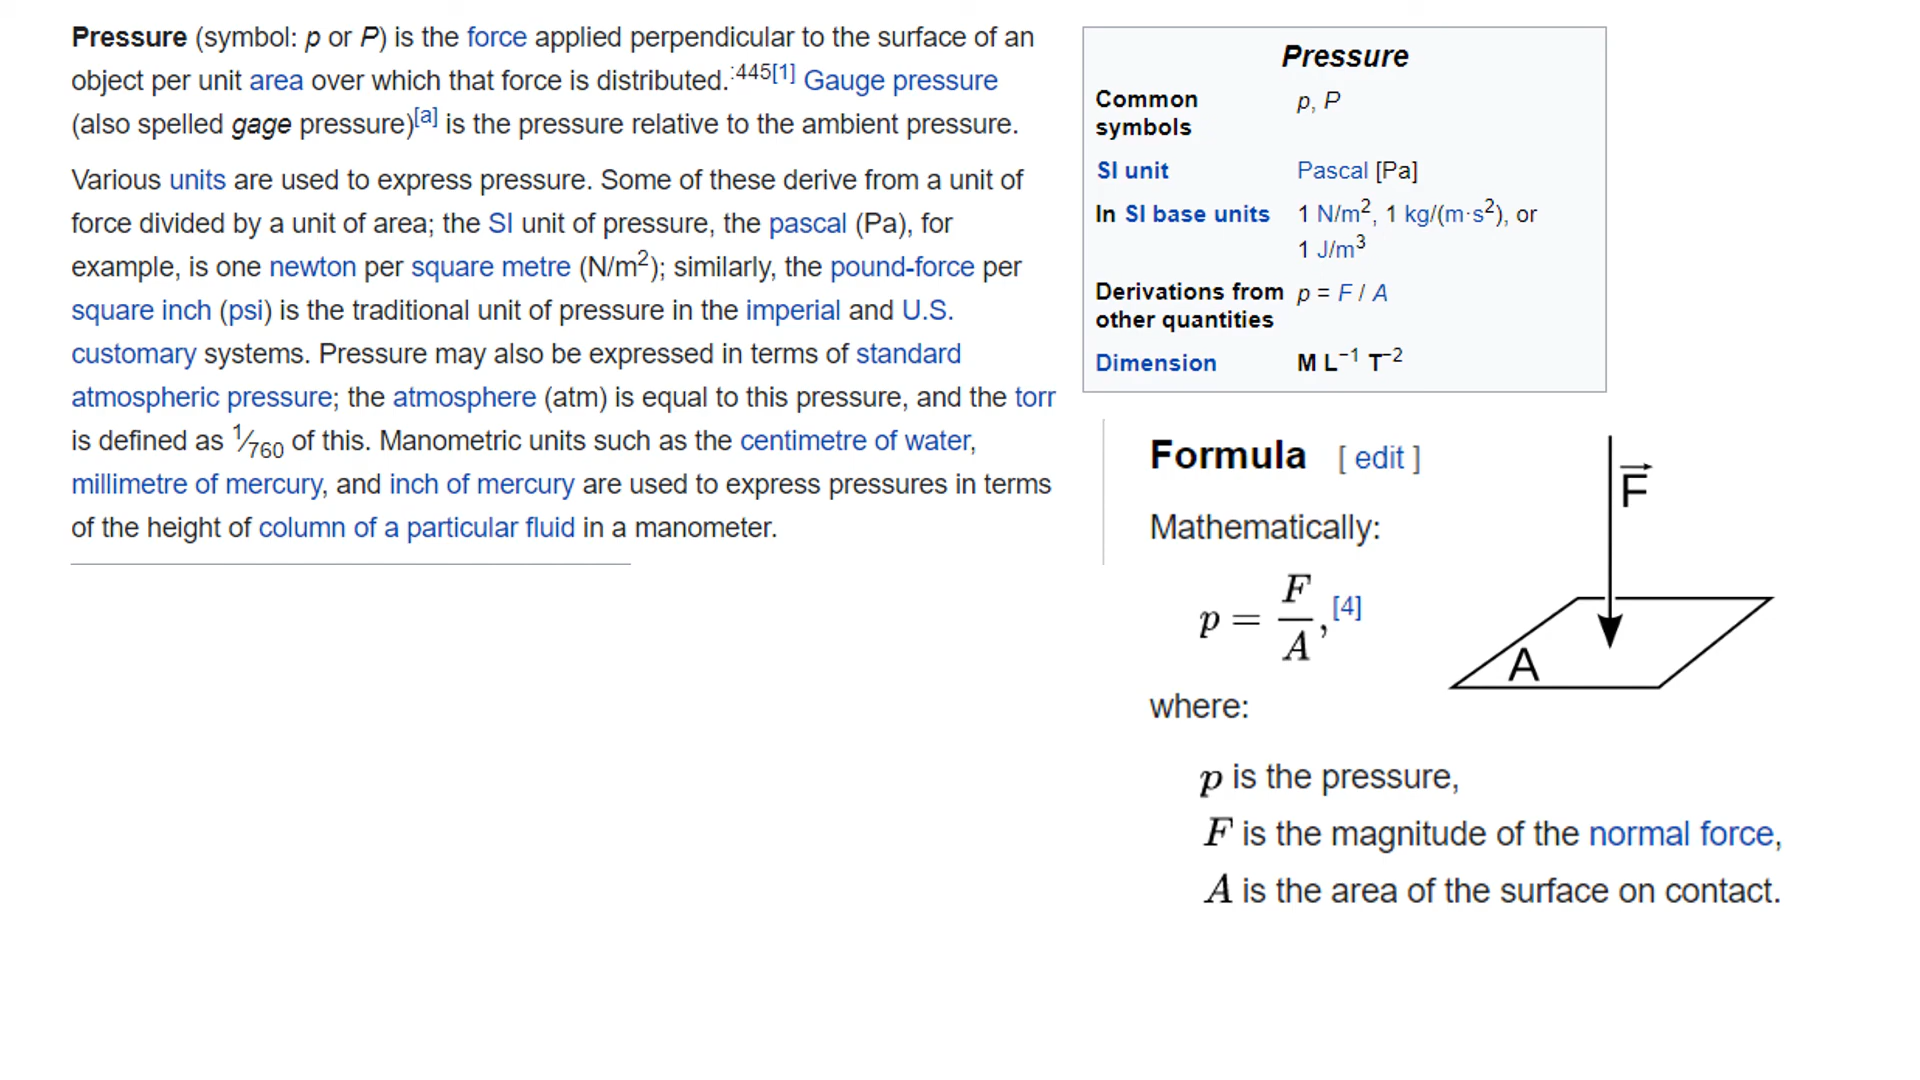 Pressure (symbol: p or P) is the force applied perpendicular to the surface of an
object per unit area over which that force is distributed.:445[1] Gauge pressure
(also spelled gage pressure)[a] is the pressure relative to the ambient pressure.
Various units are used to express pressure. Some of these derive from a unit of
force divided by a unit of area; the SI unit of pressure, the pascal (Pa), for
example, is one newton per square metre (N/m²); similarly, the pound-force per
square inch (psi) is the traditional unit of pressure in the imperial and U.S.
customary systems. Pressure may also be expressed in terms of standard
atmospheric pressure; the atmosphere (atm) is equal to this pressure, and the torr
is defined as 1⁄760 of this. Manometric units such as the centimetre of water,
millimetre of mercury, and inch of mercury are used to express pressures in terms
of the height of column of a particular fluid in a manometer.
Pressure
Common p, P
symbols
SI unit Pascal [Pa]
In SI base units 1 N/m², 1 kg/(m·s²), or
1 J/m³
Derivations from p = F / A
other quantities
Dimension M L⁻¹ T⁻²
Formula [ edit ]
Mathematically:
p = F/A, [4]
where:
p is the pressure,
F is the magnitude of the normal force,
A is the area of the surface on contact.
F
A